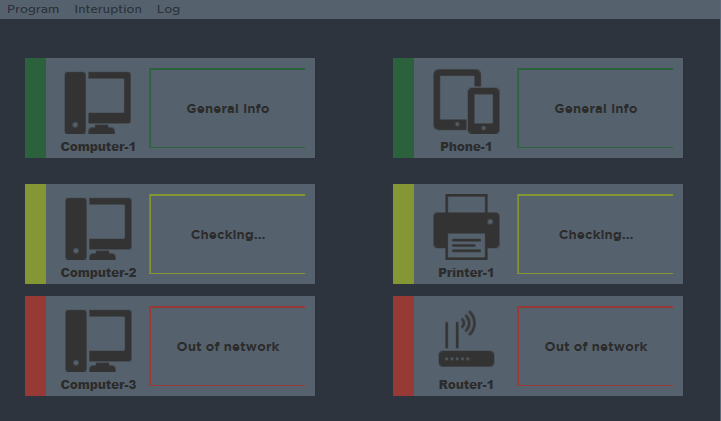 Program Interuption Log
General info
Computer-1
General info
Phone-1
Checking...
Computer-2
Checking...
Printer-1
Out of network
Computer-3
Out of network
Router-1